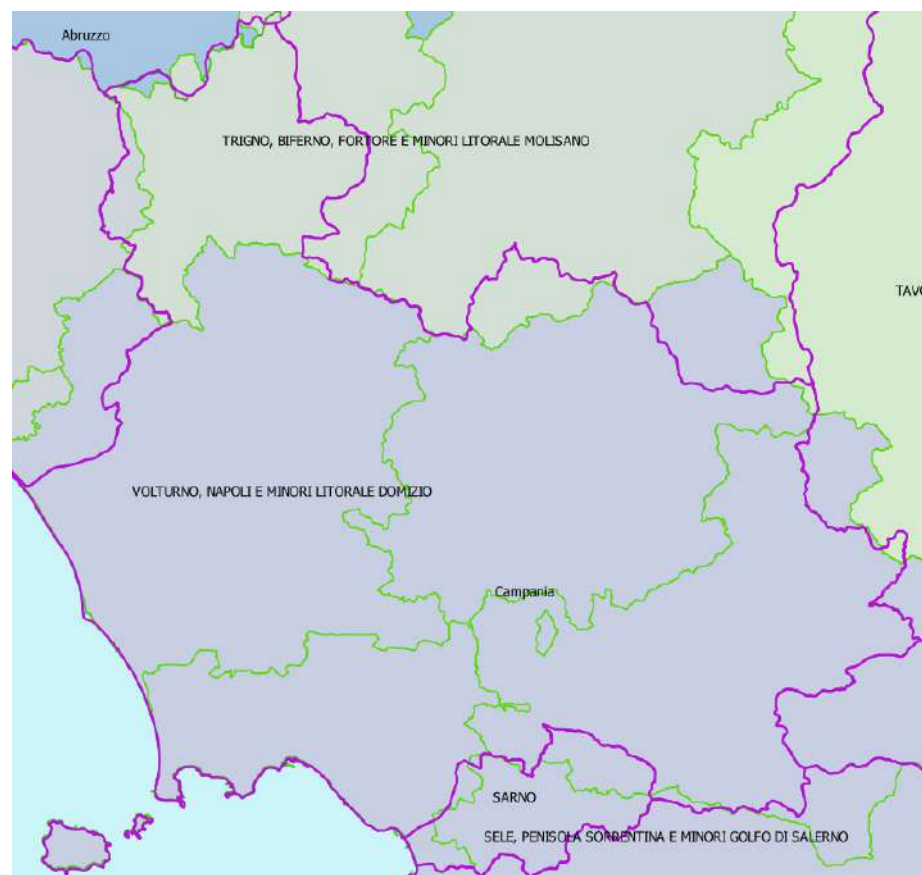 Abruzzo
TRIGNO, BIFERNO, FORTORE E MINORI LITORALE MOLISANO
TAVO
VOLTURNO, NAPOLI E MINORI LITORALE DOMIZIO
Campania
SARNO
SELE, PENISOLA SORRENTINA E MINORI GOLFO DI SALERNO